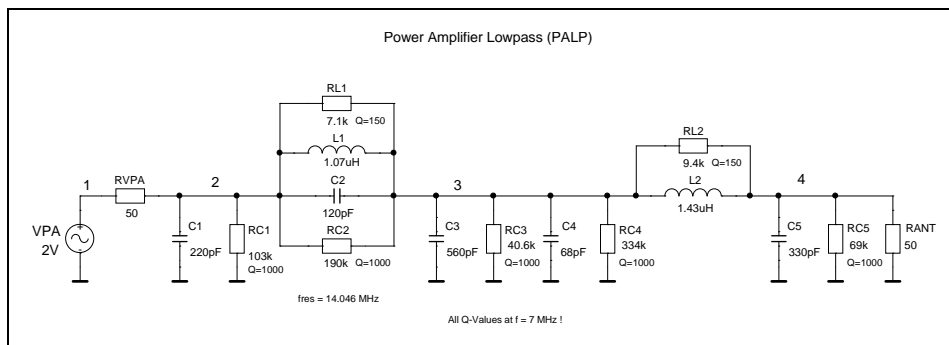 Power Amplifier Lowpass (PALP)
RL1
7.1k Q=150
L1
1.07uH
C2
120pF
RC2
190k Q=1000
RL2
9.4k Q=150
L2
1.43uH
1
2
3
4
RVPA
50
VPA
2V
C1
220pF
RC1
103k
Q=1000
C3
560pF
RC3
40.6k
Q=1000
C4
68pF
RC4
334k
Q=1000
C5
330pF
RC5
69k
Q=1000
RANT
50
fres = 14.046 MHz
All Q-Values at f = 7 MHz !